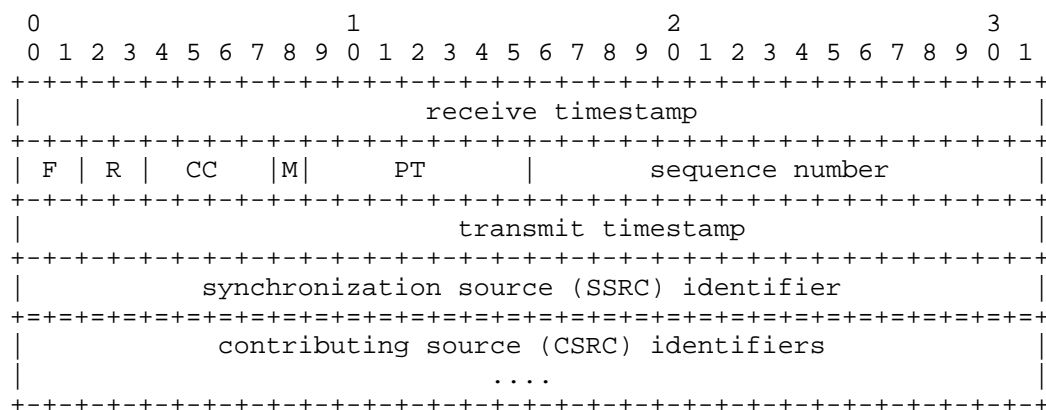 0                   1                   2                   3
 0 1 2 3 4 5 6 7 8 9 0 1 2 3 4 5 6 7 8 9 0 1 2 3 4 5 6 7 8 9 0 1
+-+-+-+-+-+-+-+-+-+-+-+-+-+-+-+-+-+-+-+-+-+-+-+-+-+-+-+-+-+-+-+-+
|                         receive timestamp                     |
+-+-+-+-+-+-+-+-+-+-+-+-+-+-+-+-+-+-+-+-+-+-+-+-+-+-+-+-+-+-+-+-+
| F | R |  CC   |M|     PT      |       sequence number         |
+-+-+-+-+-+-+-+-+-+-+-+-+-+-+-+-+-+-+-+-+-+-+-+-+-+-+-+-+-+-+-+-+
|                           transmit timestamp                  |
+-+-+-+-+-+-+-+-+-+-+-+-+-+-+-+-+-+-+-+-+-+-+-+-+-+-+-+-+-+-+-+-+
|           synchronization source (SSRC) identifier            |
+=+=+=+=+=+=+=+=+=+=+=+=+=+=+=+=+=+=+=+=+=+=+=+=+=+=+=+=+=+=+=+=+
|            contributing source (CSRC) identifiers             |
|                             ....                              |
+-+-+-+-+-+-+-+-+-+-+-+-+-+-+-+-+-+-+-+-+-+-+-+-+-+-+-+-+-+-+-+-+